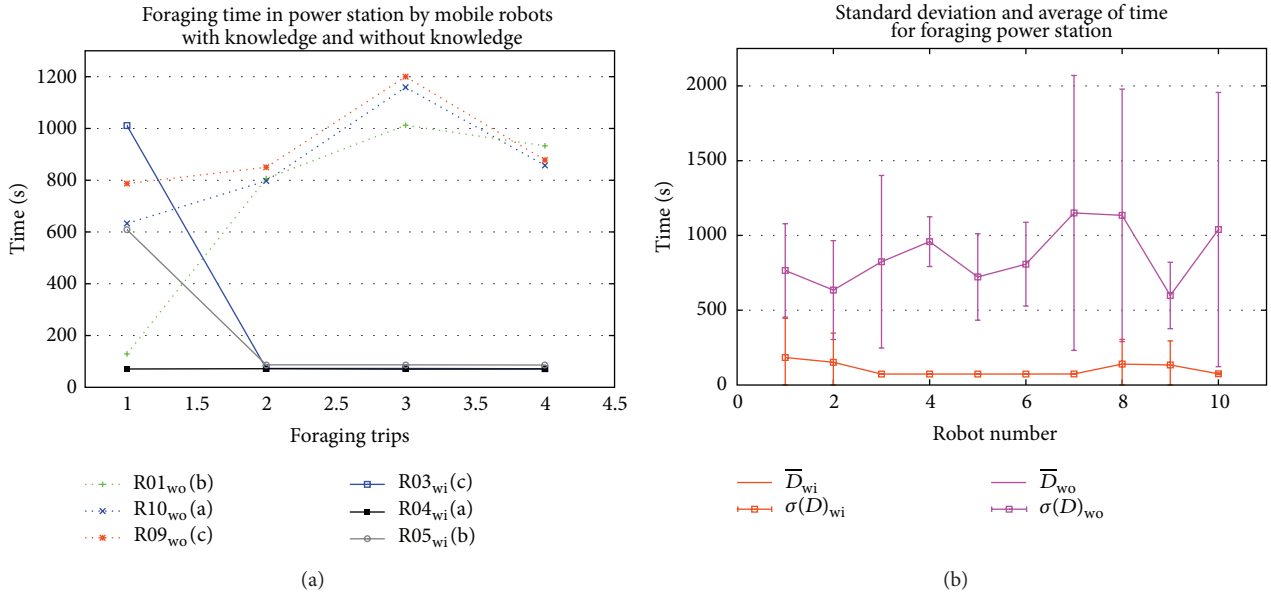 Foraging time in power station by mobile robots
with knowledge and without knowledge
1200
1000
800
600
400
200
0
Time (s)
1
1.5
2
2.5
3
3.5
4
4.5
Foraging trips
R01wo(b)
R10wo(a)
R09wo(c)
R03wi(c)
R04wi(a)
R05wi(b)
(a)
Standard deviation and average of time
for foraging power station
2000
1500
1000
500
0
Time (s)
0
2
4
6
8
10
Robot number
D̅wi
σ(D)wi
D̅wo
σ(D)wo
(b)